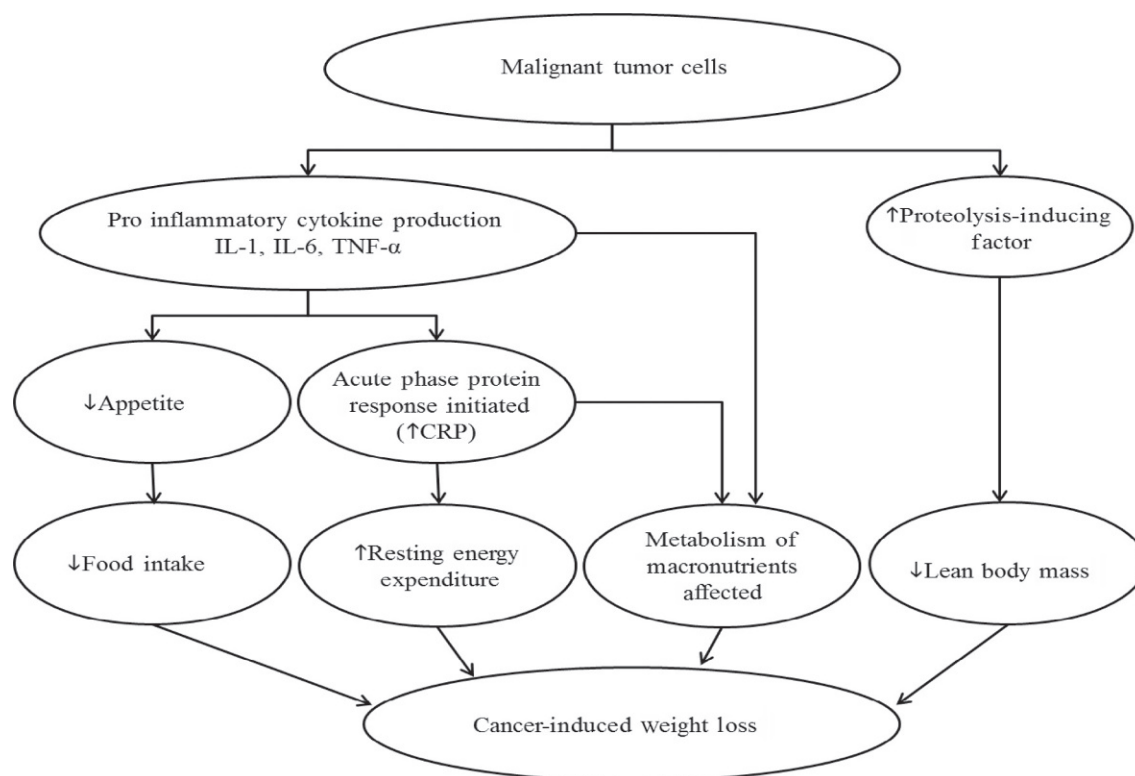 Malignant tumor cells
Pro inflammatory cytokine production
IL-1, IL-6, TNF-α
↑Proteolysis-inducing
factor
↓Appetite
Acute phase protein
response initiated
(↑CRP)
↓Food intake
↑Resting energy
expenditure
Metabolism of
macronutrients
affected
↓Lean body mass
Cancer-induced weight loss